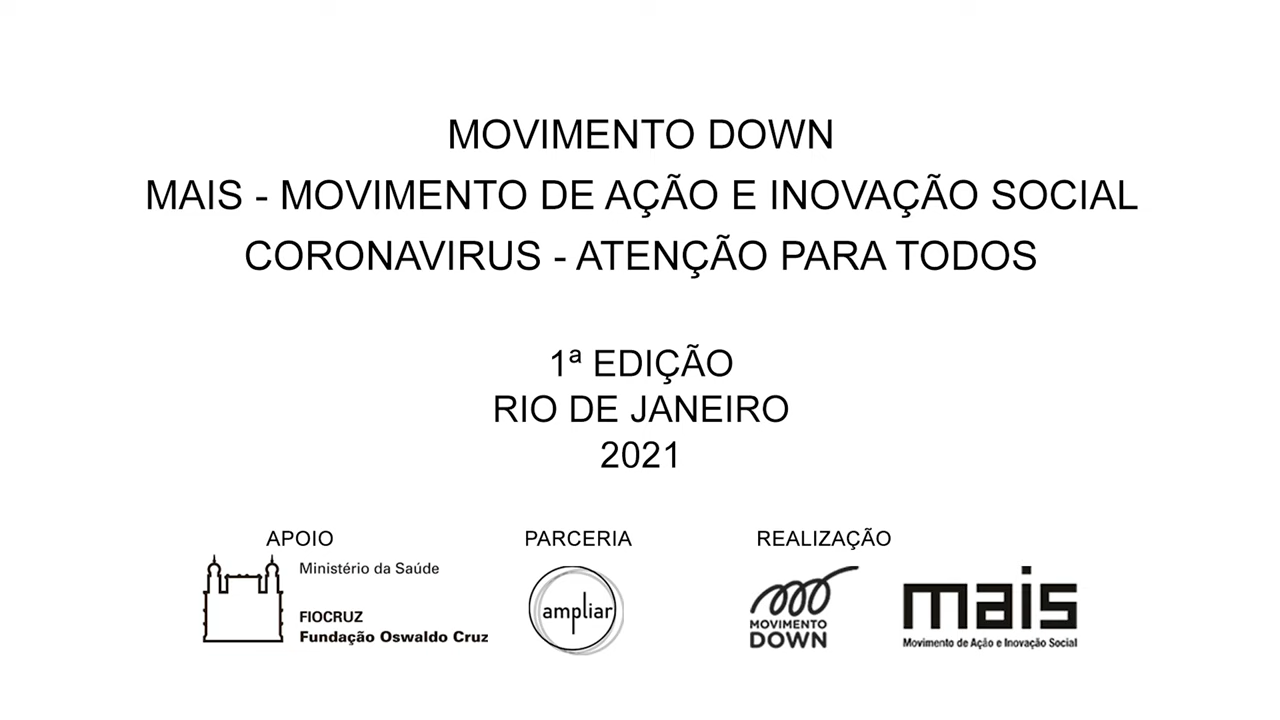 MOVIMENTO DOWN
MAIS - MOVIMENTO DE AÇÃO E INOVAÇÃO SOCIAL
CORONAVIRUS - ATENÇÃO PARA TODOS
1ª EDIÇÃO
RIO DE JANEIRO
2021
APOIO
Ministério da Saúde
FIOCRUZ
Fundação Oswaldo Cruz
PARCERIA
ampliar
REALIZAÇÃO
MOVIMENTO
DOWN
mais
Movimento de Ação e Inovação Social